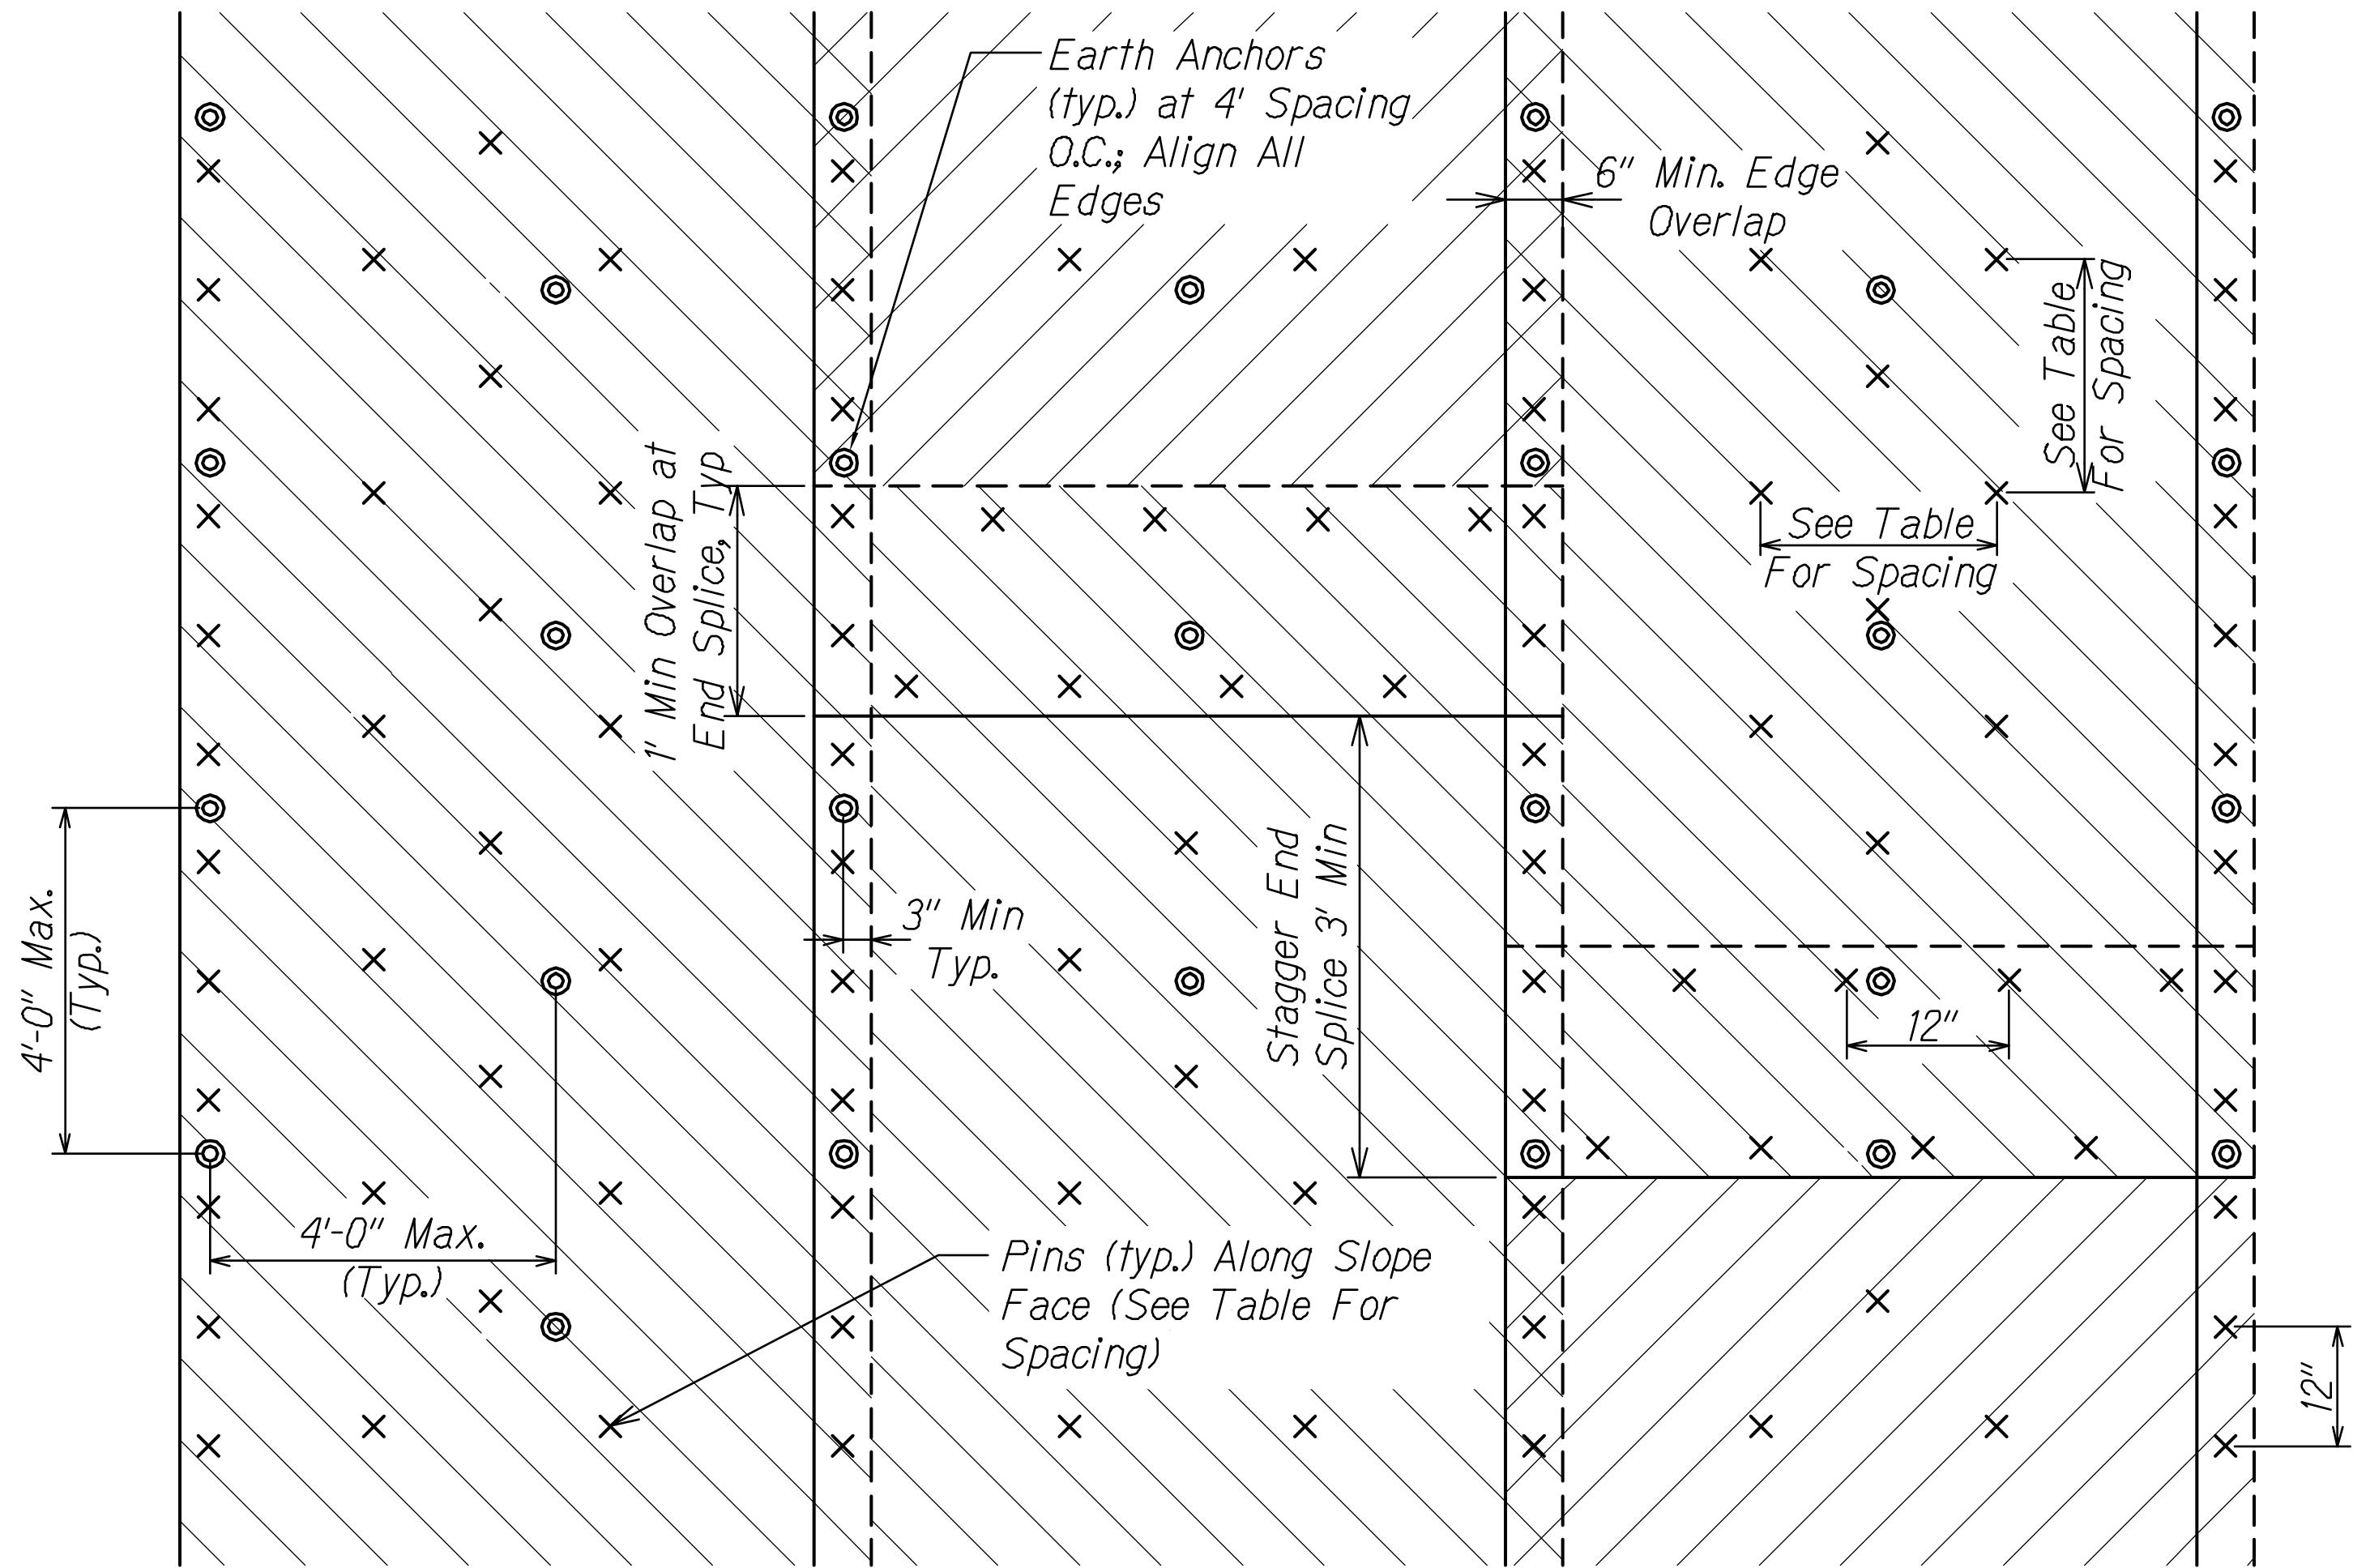 Earth Anchors
(typ.) at 4' Spacing
O.C.; Align All
Edges
6" Min. Edge
Overlap
See Table
For Spacing
See Table
For Spacing
1' Min Overlap at
End Splice, Typ
4'-0" Max.
(Typ.)
3" Min
Typ.
Stagger End
Splice 3' Min
12"
4'-0" Max.
(Typ.)
Pins (typ.) Along Slope
Face (See Table For
Spacing)
12"